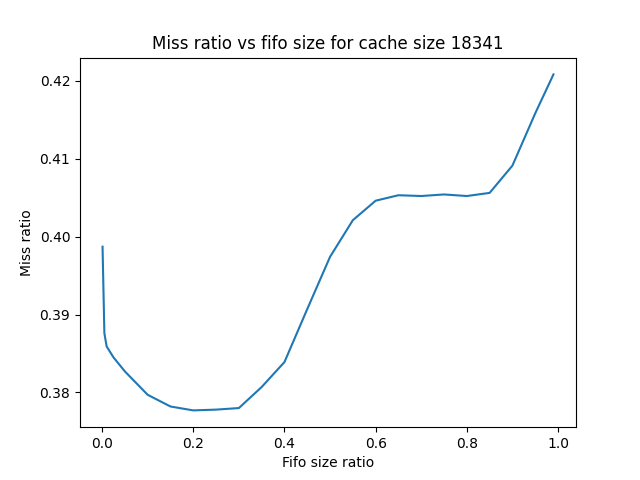 Miss ratio vs fifo size for cache size 18341
0.42
0.41
0.40
0.39
0.38
Miss ratio
0.0 0.2 0.4 0.6 0.8 1.0
Fifo size ratio